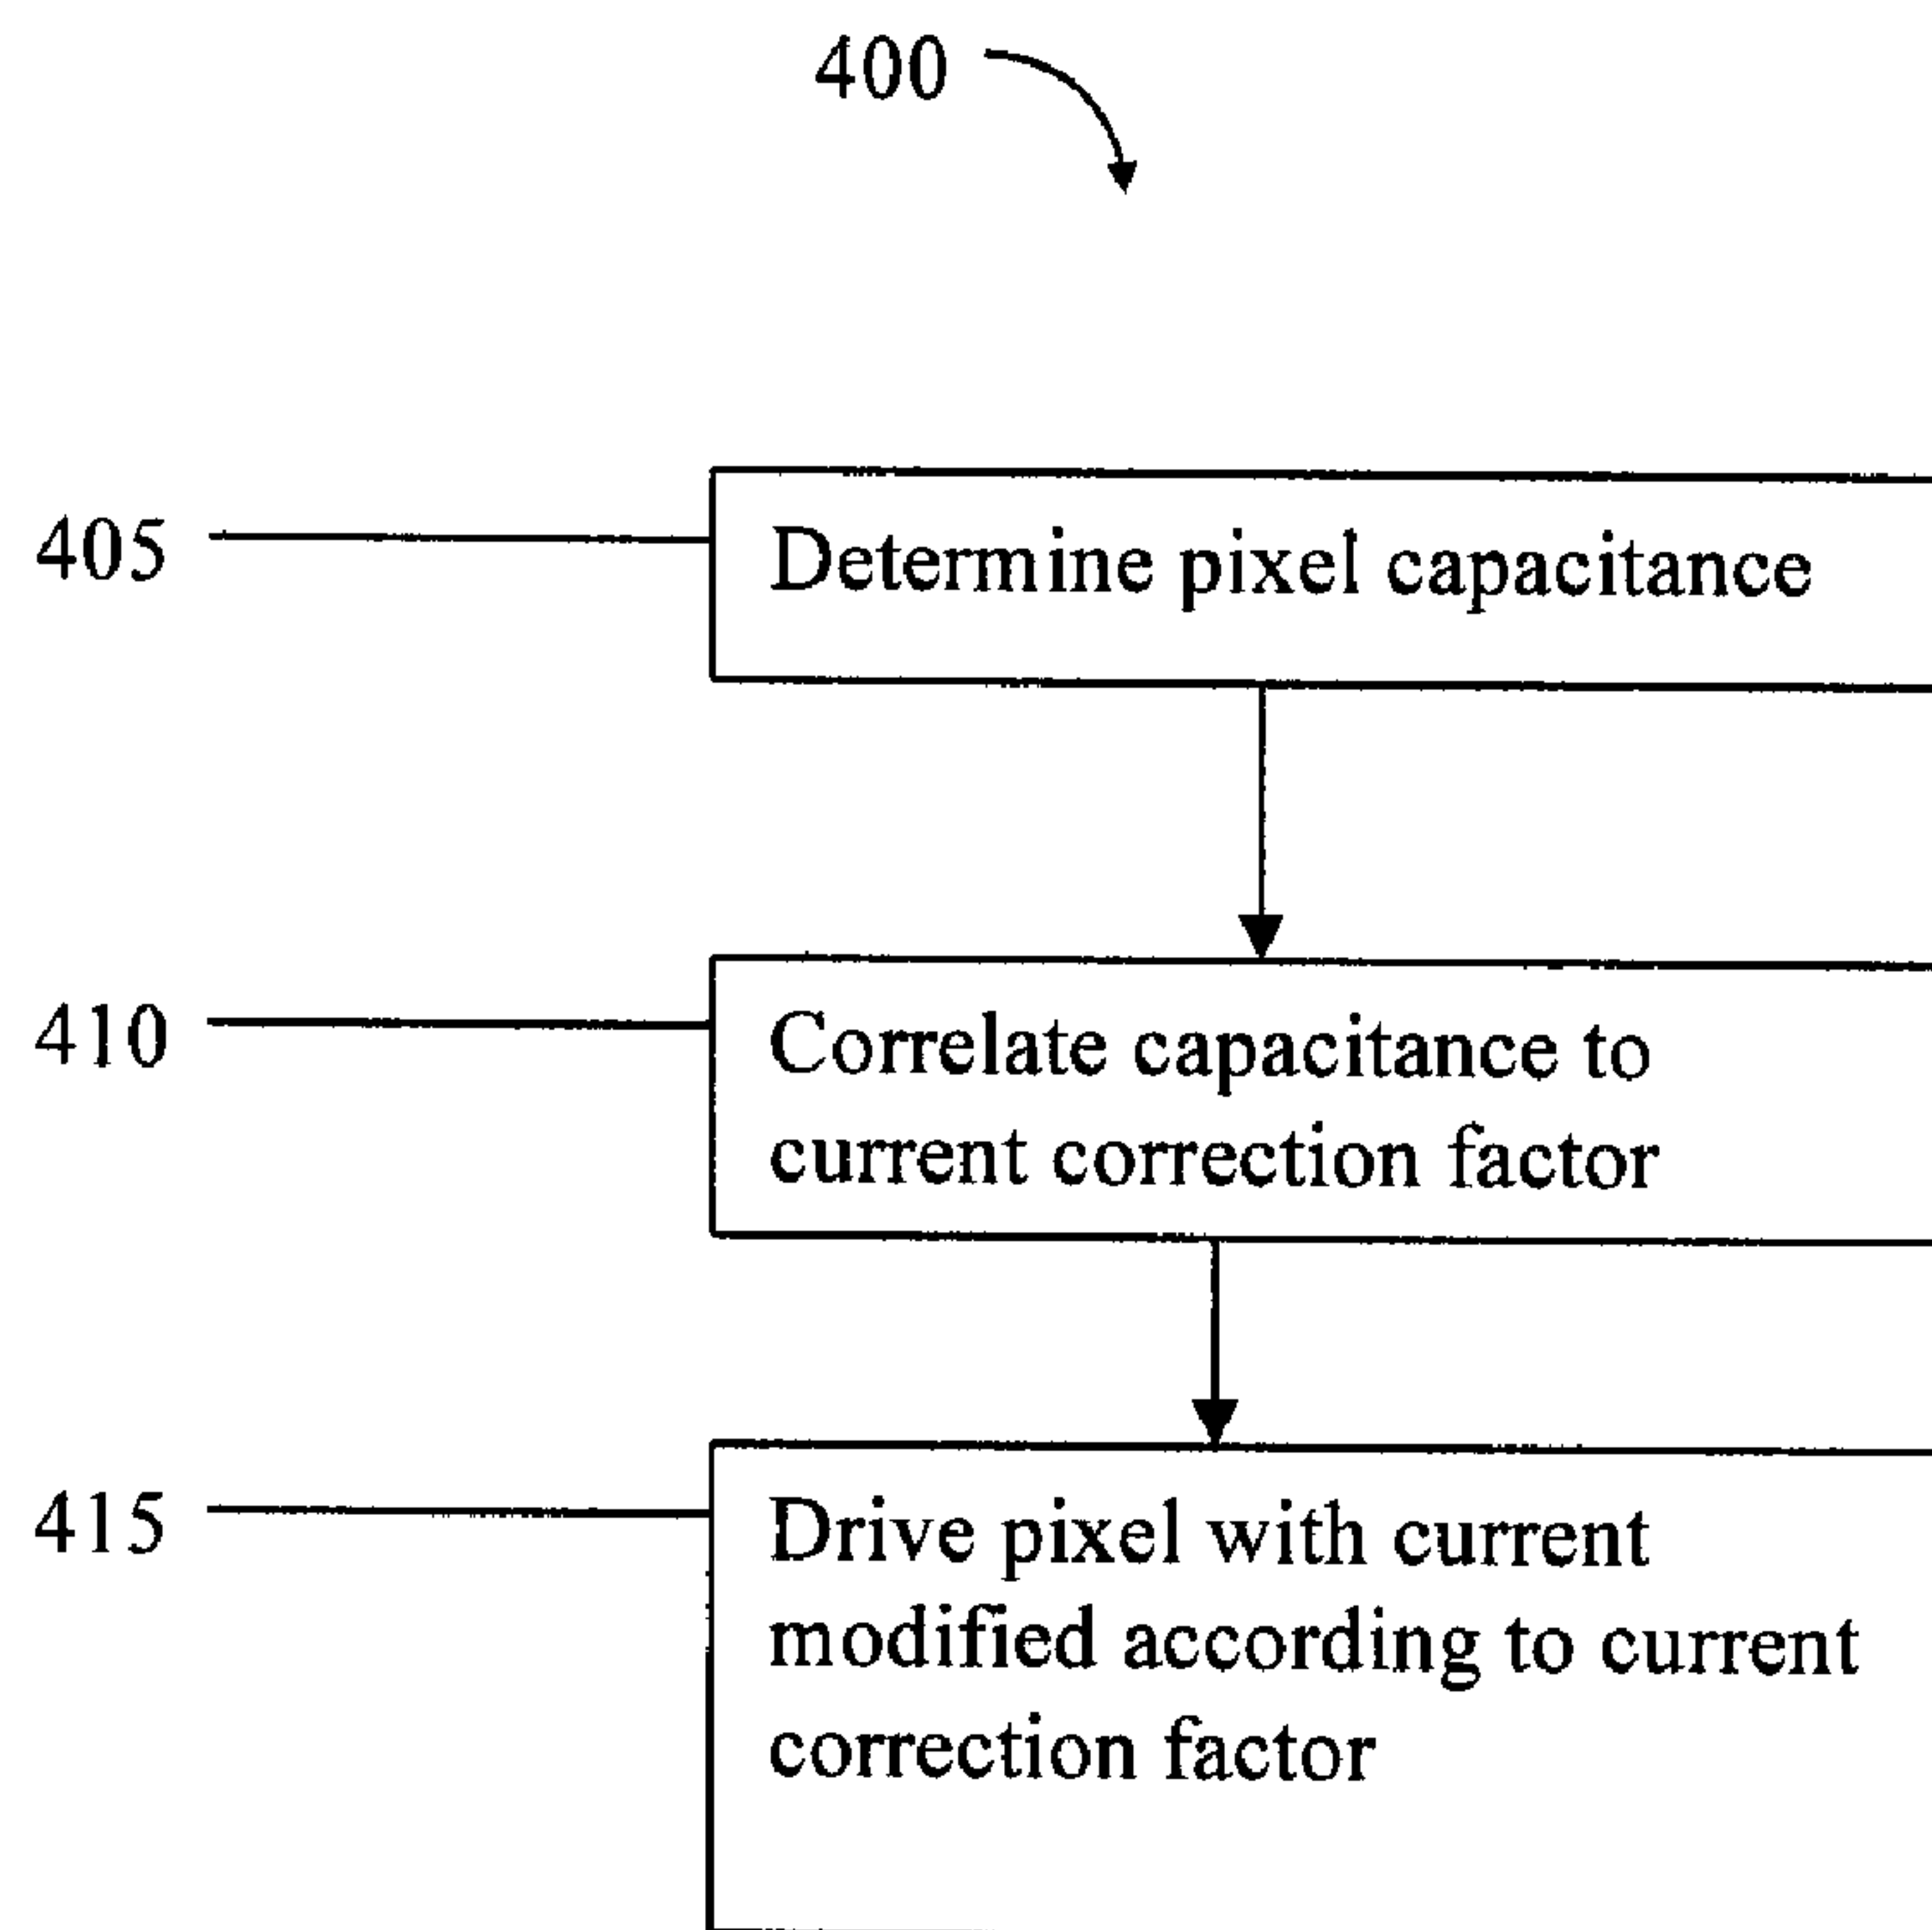 400
405
Determine pixel capacitance
410
Correlate capacitance to
current correction factor
415
Drive pixel with current
modified according to current
correction factor